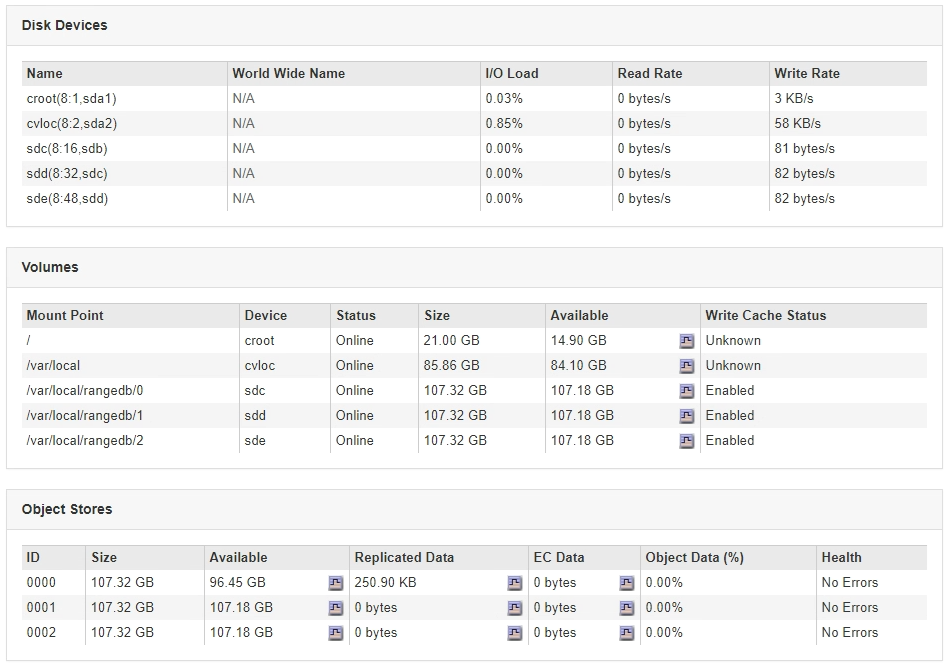 Disk Devices
Name World Wide Name I/O Load Read Rate Write Rate
croot(8:1,sda1) N/A 0.03% 0 bytes/s 3 KB/s
cvloc(8:2,sda2) N/A 0.85% 0 bytes/s 58 KB/s
sdc(8:16,sdb) N/A 0.00% 0 bytes/s 81 bytes/s
sdd(8:32,sdc) N/A 0.00% 0 bytes/s 82 bytes/s
sde(8:48,sdd) N/A 0.00% 0 bytes/s 82 bytes/s
Volumes
Mount Point Device Status Size Available Write Cache Status
/ croot Online 21.00 GB 14.90 GB Unknown
/var/local cvloc Online 85.86 GB 84.10 GB Unknown
/var/local/rangedb/0 sdc Online 107.32 GB 107.18 GB Enabled
/var/local/rangedb/1 sdd Online 107.32 GB 107.18 GB Enabled
/var/local/rangedb/2 sde Online 107.32 GB 107.18 GB Enabled
Object Stores
ID Size Available Replicated Data EC Data Object Data (%) Health
0000 107.32 GB 96.45 GB 250.90 KB 0 bytes 0.00% No Errors
0001 107.32 GB 107.18 GB 0 bytes 0 bytes 0.00% No Errors
0002 107.32 GB 107.18 GB 0 bytes 0 bytes 0.00% No Errors